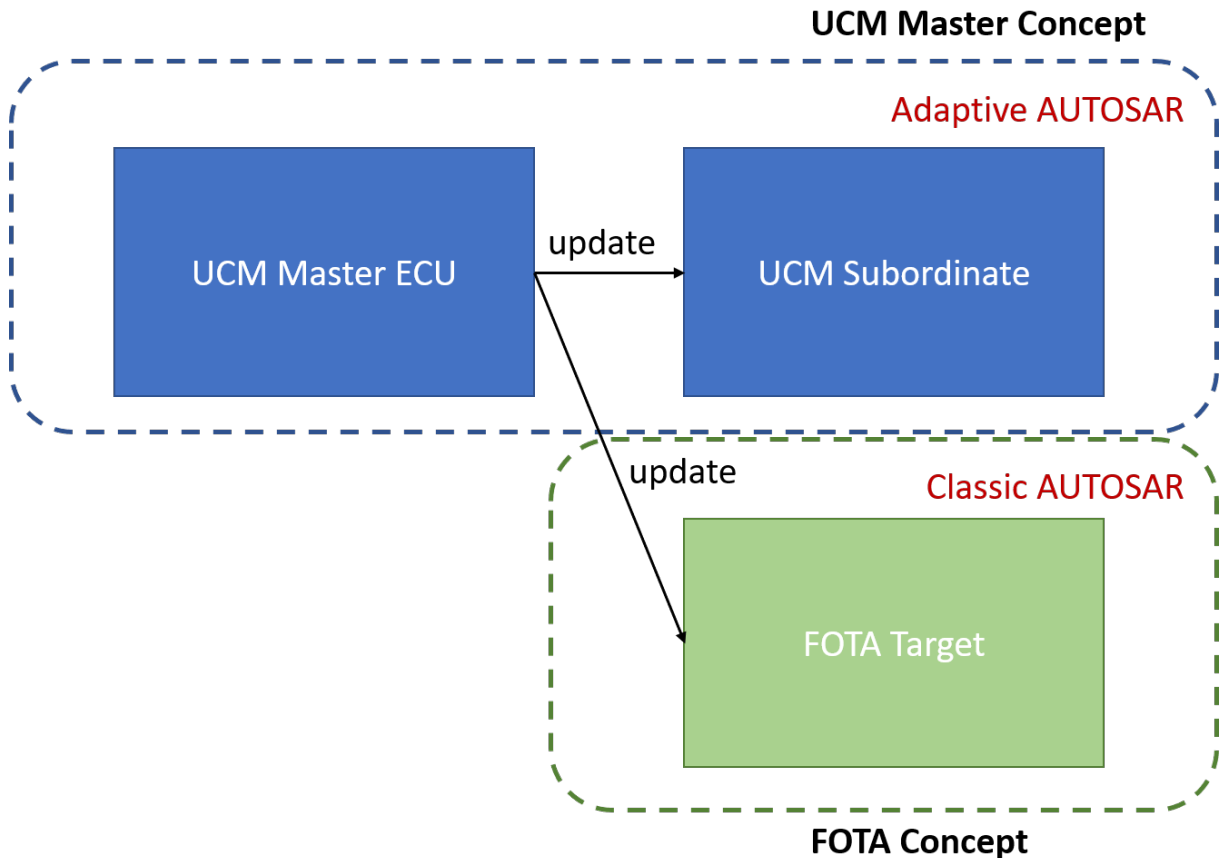 UCM Master Concept
Adaptive AUTOSAR
UCM Master ECU
update
UCM Subordinate
update
Classic AUTOSAR
FOTA Target
FOTA Concept